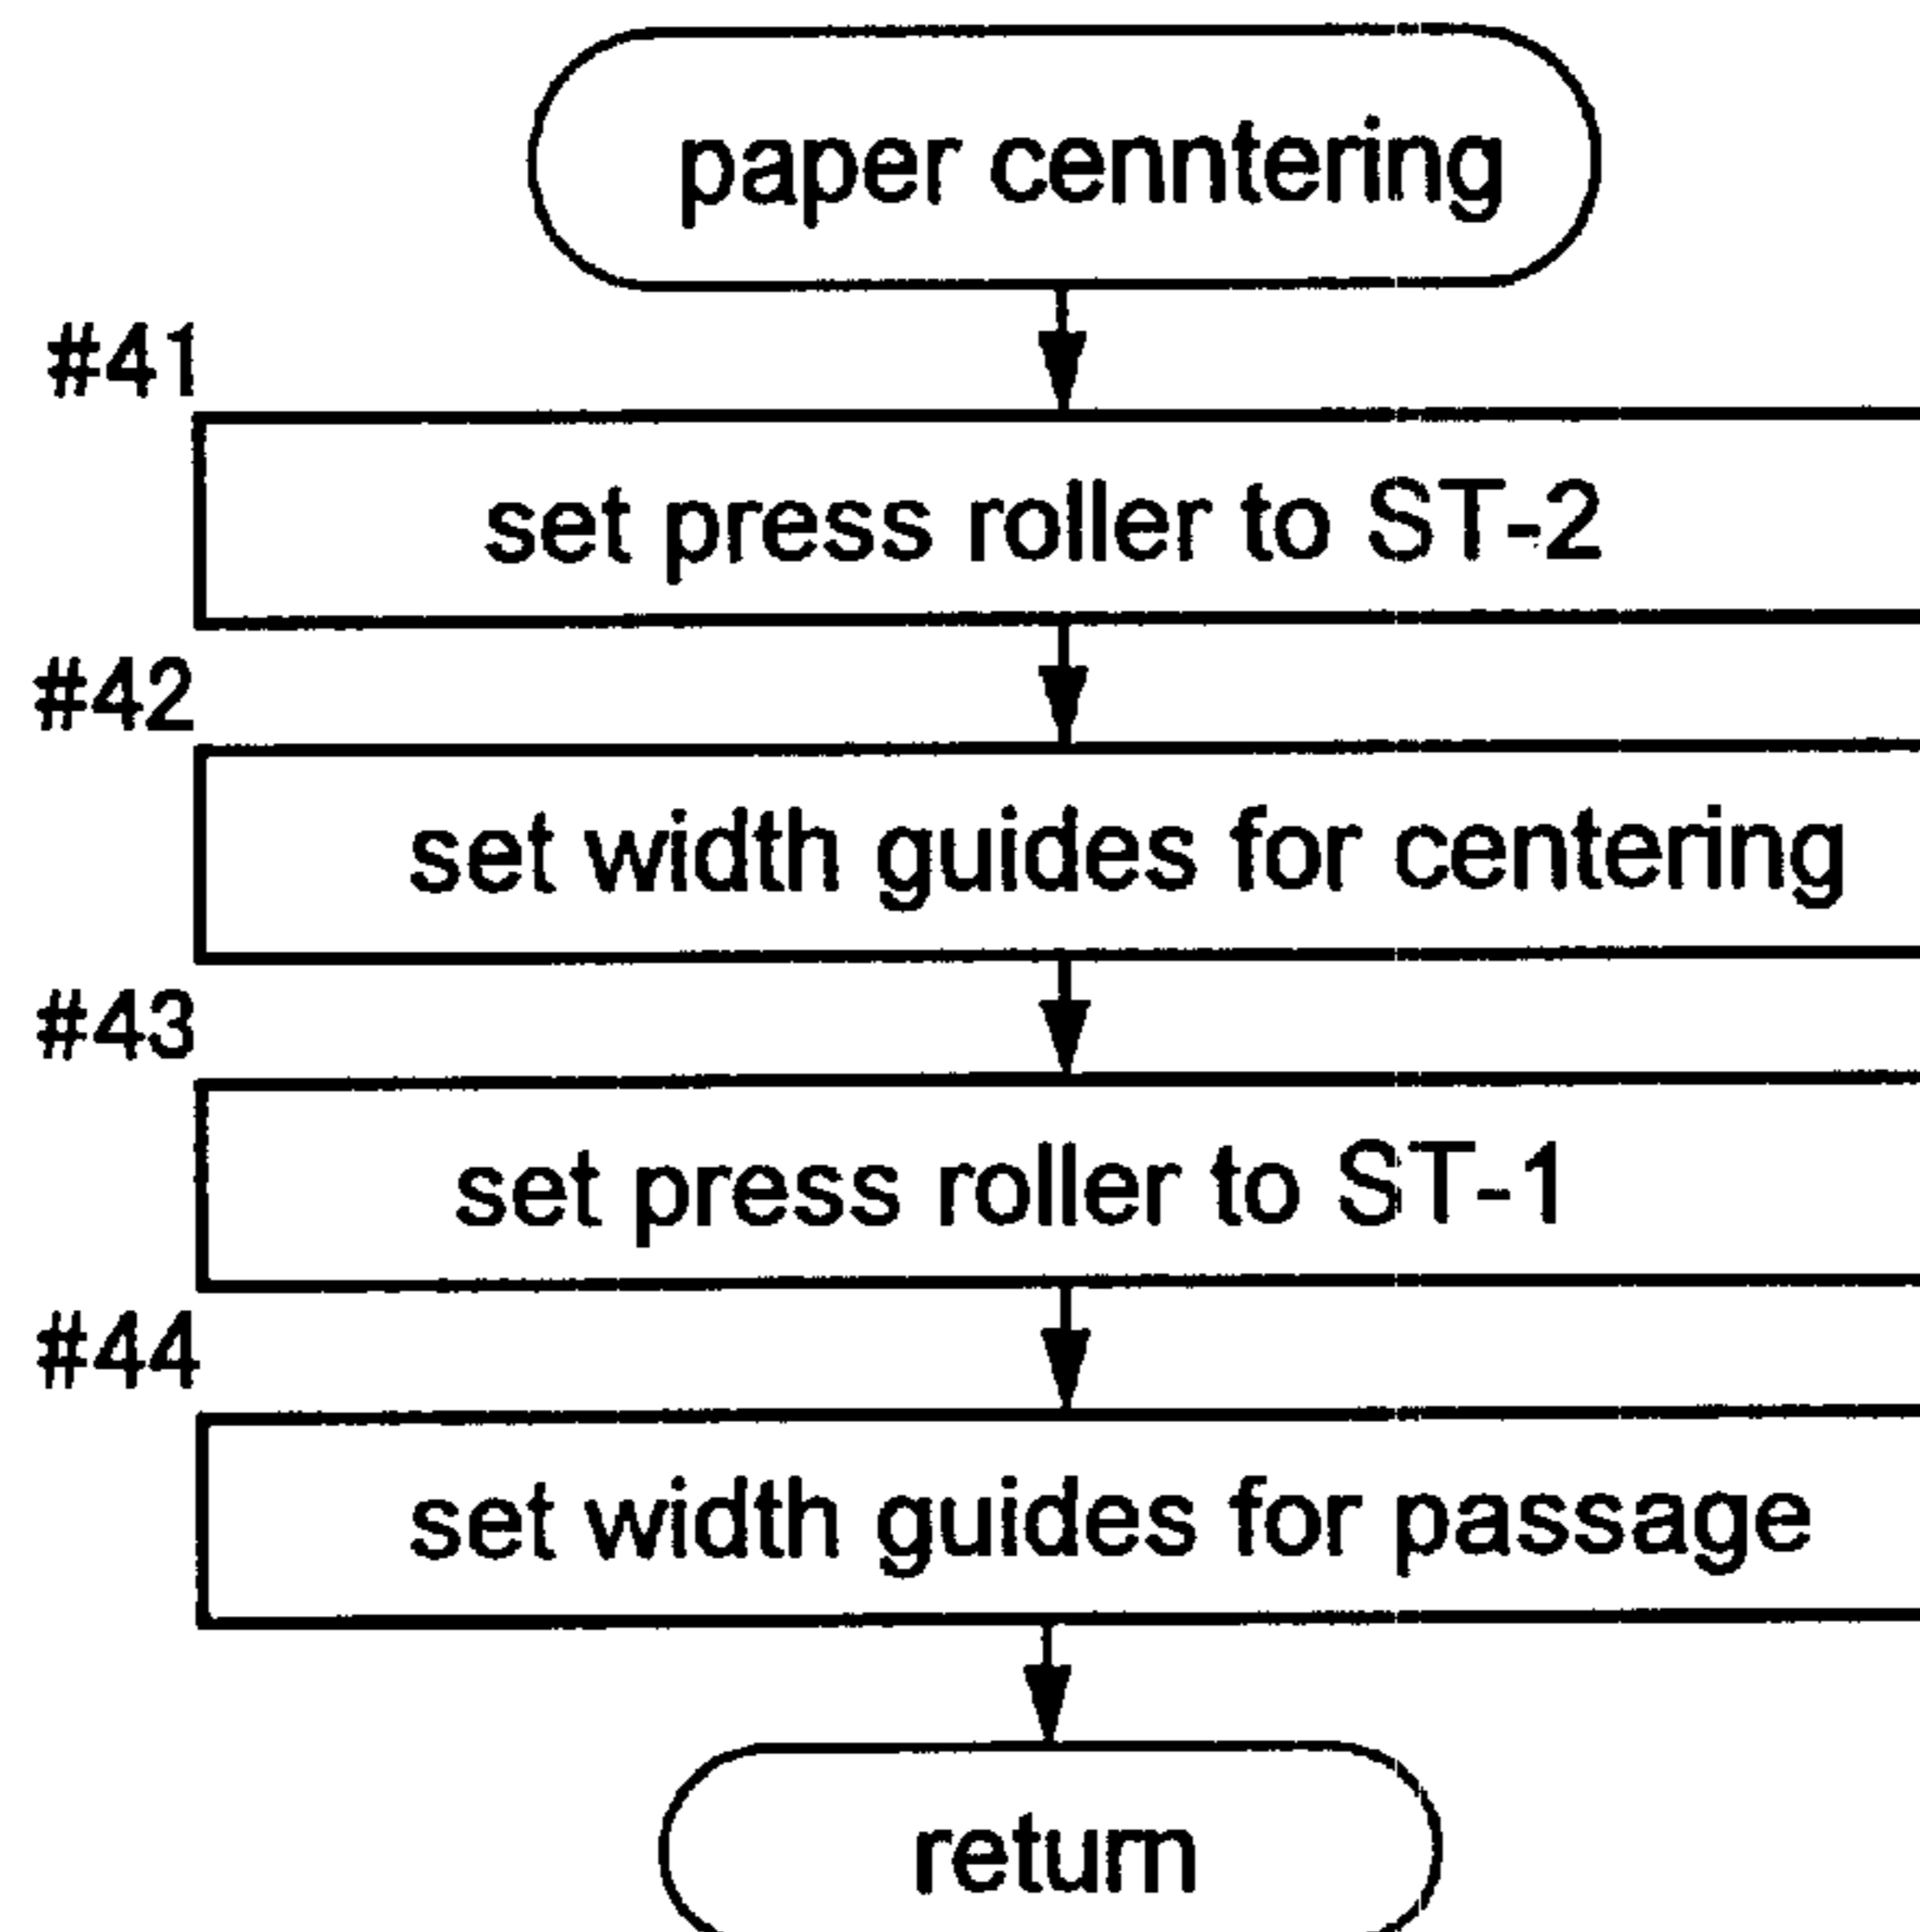 paper cenntering
#41
set press roller to ST-2
#42
set width guides for centering
#43
set press roller to ST-1
#44
set width guides for passage
return